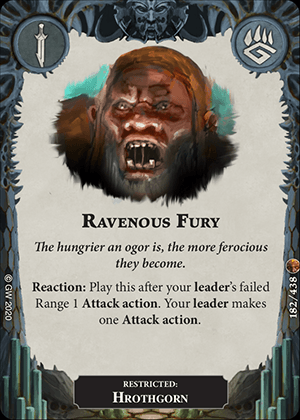 RAVENOUS FURY
The hungrier an ogor is, the more ferocious
they become.
Reaction: Play this after your leader's failed
Range 1 Attack action. Your leader makes
one Attack action.
RESTRICTED:
HROTHGORN
© GW 2020
182/438